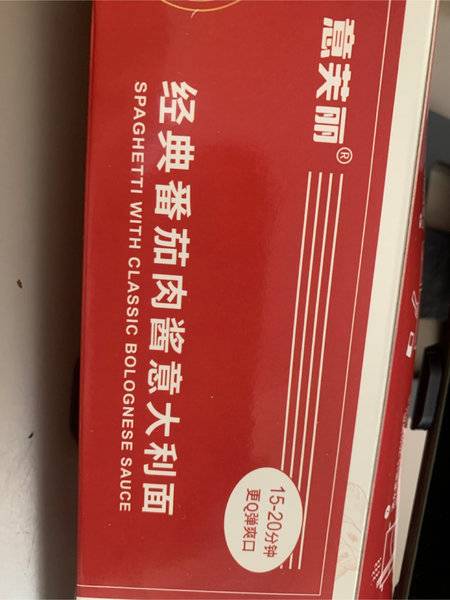 意芙丽®
经典番茄肉酱意大利面
SPAGHETTI WITH CLASSIC BOLOGNESE SAUCE
15-20分钟
更Q弹爽口